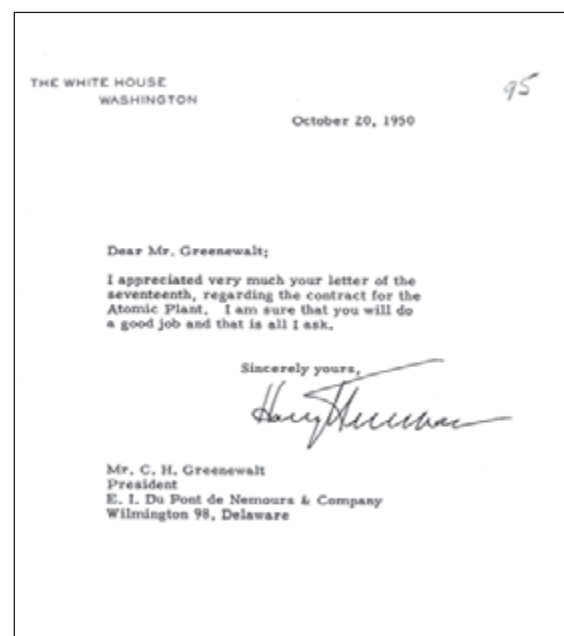 THE WHITE HOUSE
WASHINGTON
95
October 20, 1950
Dear Mr. Greenewalt;
I appreciated very much your letter of the
seventeenth, regarding the contract for the
Atomic Plant. I am sure that you will do
a good job and that is all I ask.
Sincerely yours,
Harry Truman
Mr. C. H. Greenewalt
President
E. I. Du Pont de Nemours & Company
Wilmington 98, Delaware